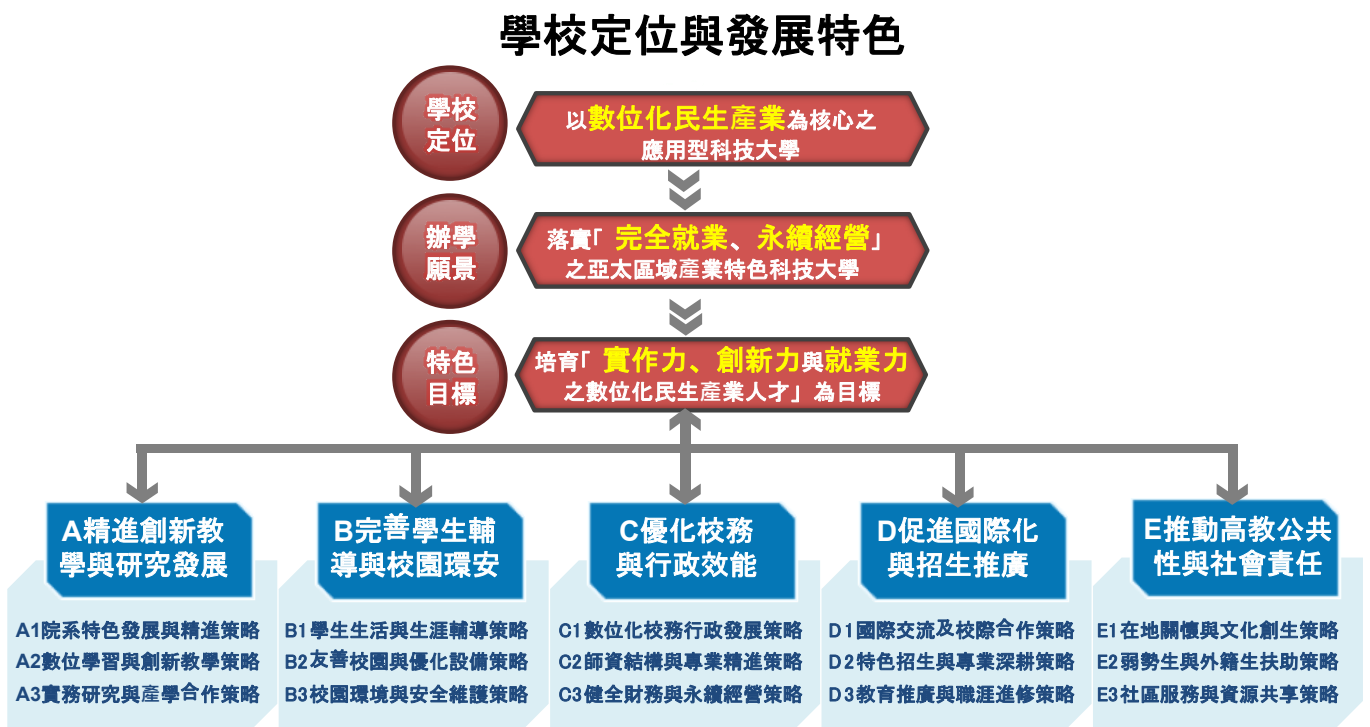 學校定位與發展特色
學校
定位
以數位化民生產業為核心之
應用型科技大學
辦學
願景
落實「完全就業、永續經營」
之亞太區域產業特色科技大學
特色
目標
培育「實作力、創新力與就業力
之數位化民生產業人才」為目標
A精進創新教
學與研究發展
A1院系特色發展與精進策略
A2數位學習與創新教學策略
A3實務研究與產學合作策略
B完善學生輔
導與校園環安
B1學生生活與生涯輔導策略
B2友善校園與優化設備策略
B3校園環境與安全維護策略
C優化校務
與行政效能
C1數位化校務行政發展策略
C2師資結構與專業精進策略
C3健全財務與永續經營策略
D促進國際化
與招生推廣
D1國際交流及校際合作策略
D2特色招生與專業深耕策略
D3教育推廣與職涯進修策略
E推動高教公共
性與社會責任
E1在地關懷與文化創生策略
E2弱勢生與外籍生扶助策略
E3社區服務與資源共享策略